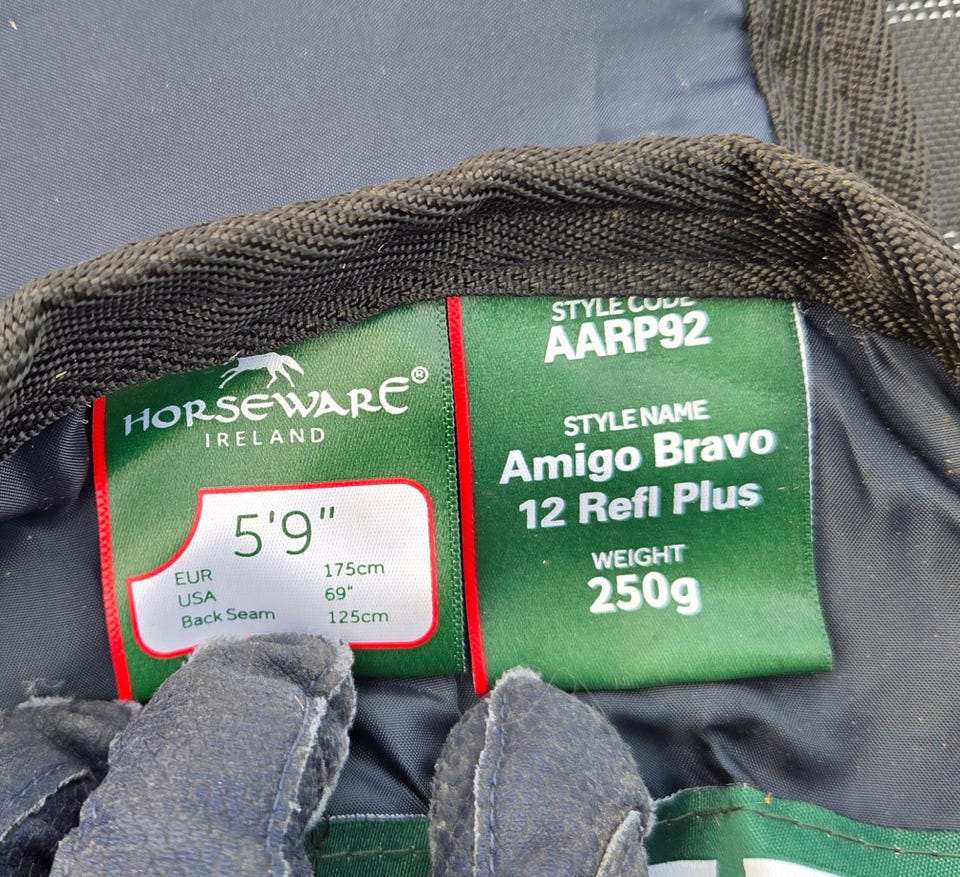 HORSEWARE®
IRELAND
5'9"
EUR 175cm
USA 69"
Back Seam 125cm
STYLE CODE
AARP92
STYLE NAME
Amigo Bravo
12 Refl Plus
WEIGHT
250g